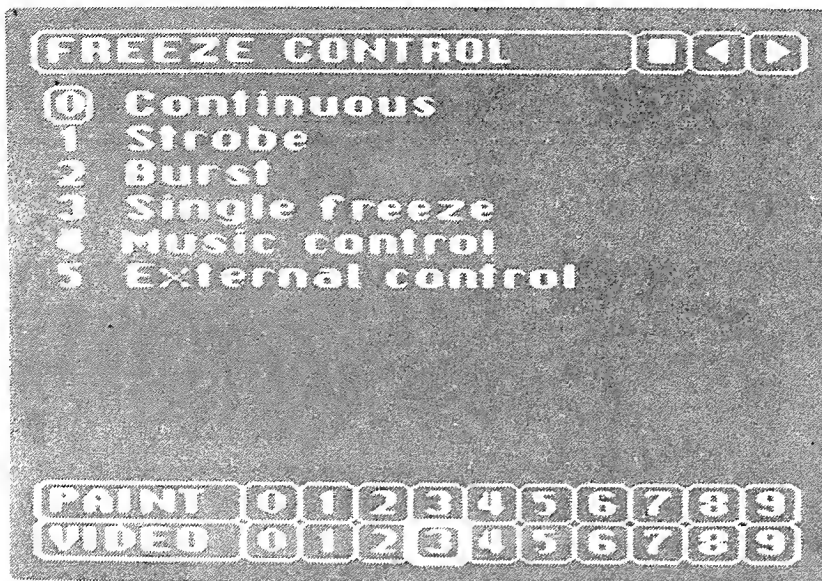 FREEZE CONTROL
0 Continuous
1 Strobe
2 Burst
3 Single freeze
4 Music control
5 External control
PAINT 0 1 2 3 4 5 6 7 8 9
VIDEO 0 1 2 3 4 5 6 7 8 9